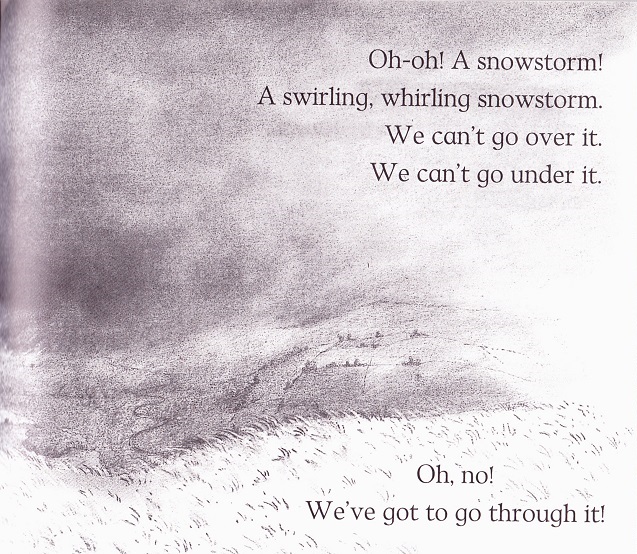 Oh-oh! A snowstorm!
A swirling, whirling snowstorm.
We can't go over it.
We can't go under it.
Oh, no!
We've got to go through it!